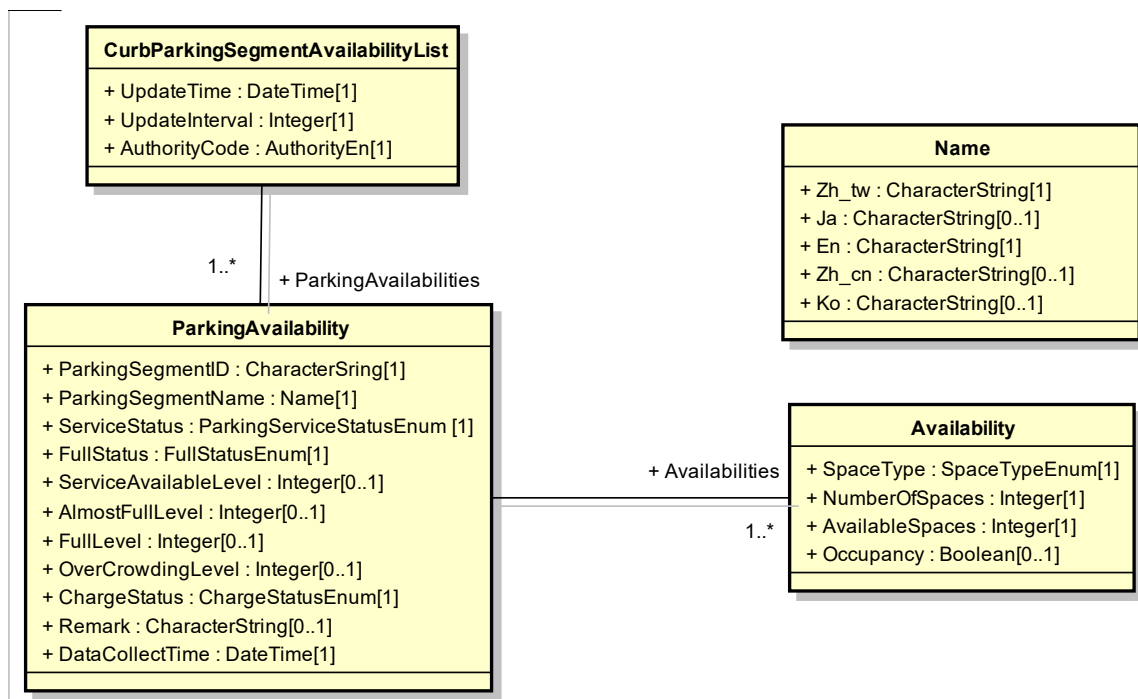 CurbParkingSegmentAvailabilityList
+ UpdateTime : DateTime[1]
+ UpdateInterval : Integer[1]
+ AuthorityCode : AuthorityEn[1]
1..*
+ ParkingAvailabilities
ParkingAvailability
+ ParkingSegmentID : CharacterSring[1]
+ ParkingSegmentName : Name[1]
+ ServiceStatus : ParkingServiceStatusEnum [1]
+ FullStatus : FullStatusEnum[1]
+ ServiceAvailableLevel : Integer[0..1]
+ AlmostFullLevel : Integer[0..1]
+ FullLevel : Integer[0..1]
+ OverCrowdingLevel : Integer[0..1]
+ ChargeStatus : ChargeStatusEnum[1]
+ Remark : CharacterString[0..1]
+ DataCollectTime : DateTime[1]
Name
+ Zh_tw : CharacterString[1]
+ Ja : CharacterString[0..1]
+ En : CharacterString[1]
+ Zh_cn : CharacterString[0..1]
+ Ko : CharacterString[0..1]
+ Availabilities
1..*
Availability
+ SpaceType : SpaceTypeEnum[1]
+ NumberOfSpaces : Integer[1]
+ AvailableSpaces : Integer[1]
+ Occupancy : Boolean[0..1]